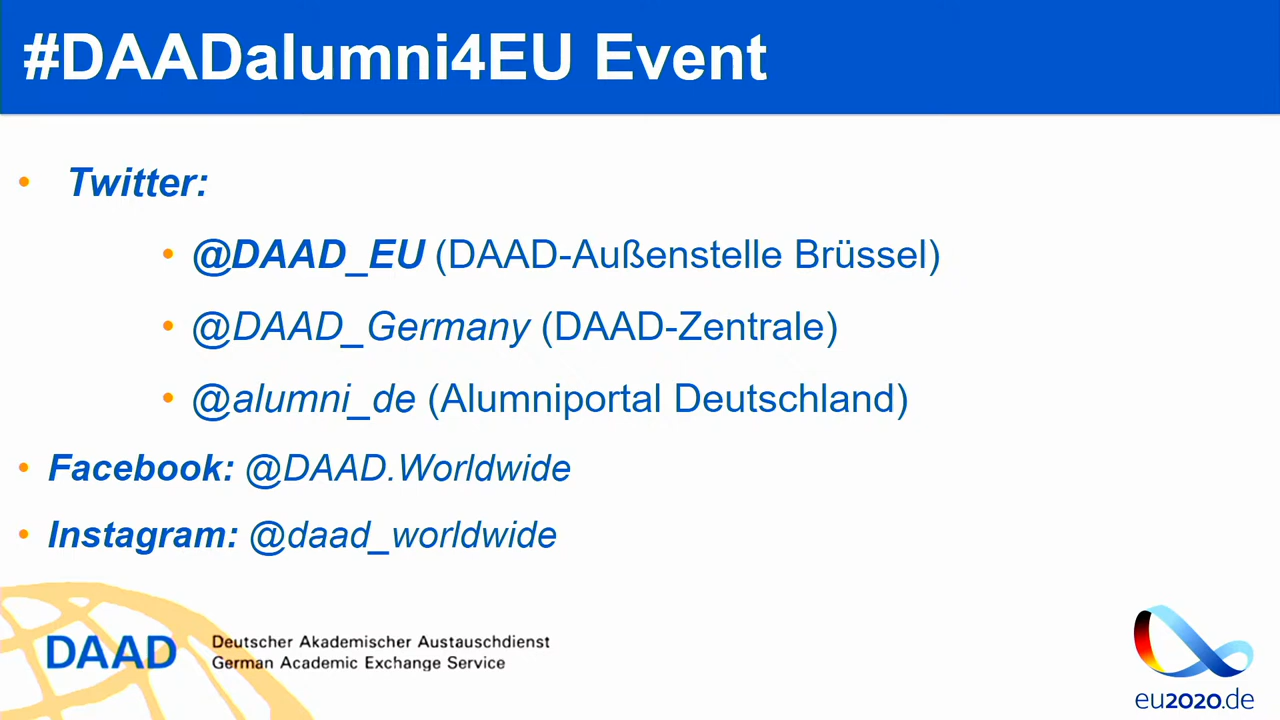 #DAADalumni4EU Event
• Twitter:
• @DAAD_EU (DAAD-Außenstelle Brüssel)
• @DAAD_Germany (DAAD-Zentrale)
• @alumni_de (Alumniportal Deutschland)
• Facebook: @DAAD.Worldwide
• Instagram: @daad_worldwide
DAAD
Deutscher Akademischer Austauschdienst
German Academic Exchange Service
eu2020.de